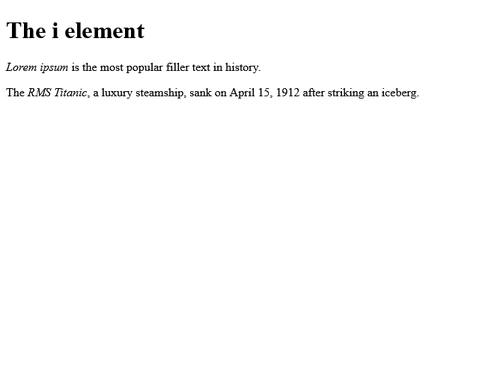 The i element
Lorem ipsum is the most popular filler text in history.
The RMS Titanic, a luxury steamship, sank on April 15, 1912 after striking an iceberg.